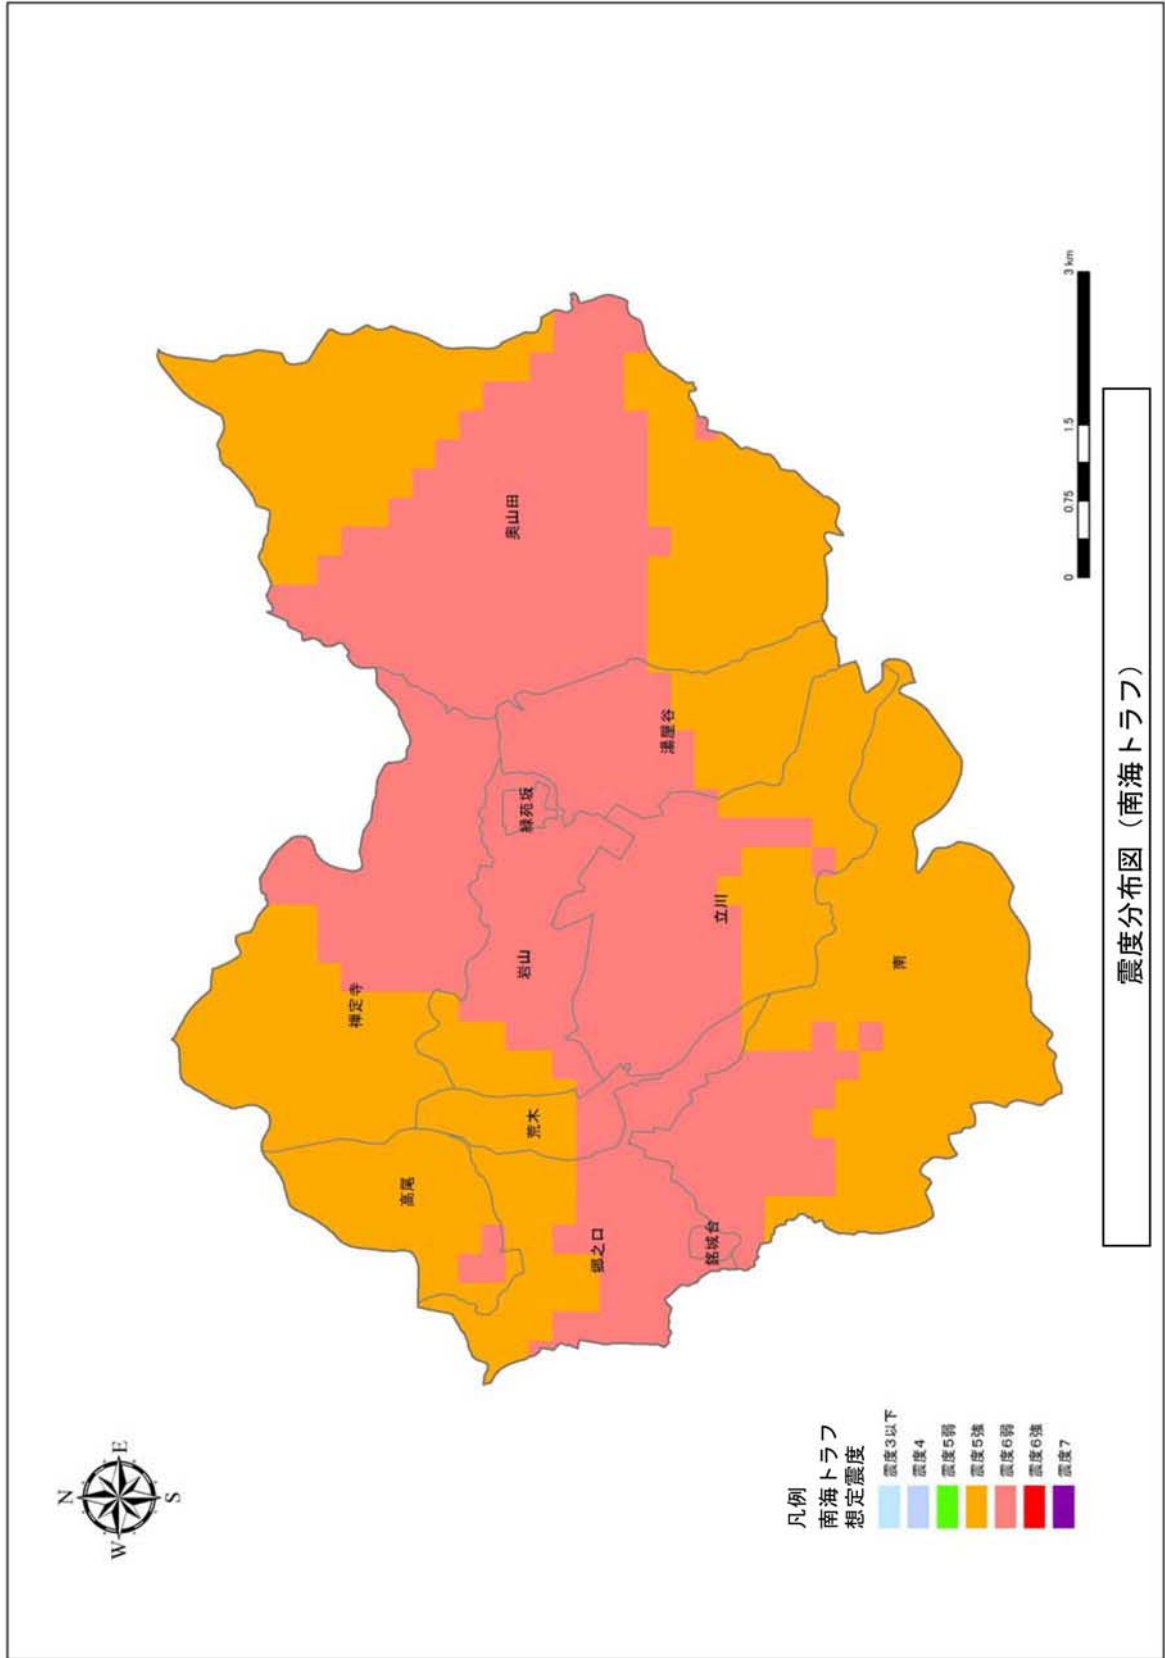 N
W
E
S
奥山田
禅定寺
湯屋谷
緑苑坂
岩山
立川
高尾
荒木
南
郷之口
銘城台
凡例
南海トラフ
想定震度
震度3以下
震度4
震度5弱
震度5強
震度6弱
震度6強
震度7
0 0.75 1.5 3 km
震度分布図（南海トラフ）